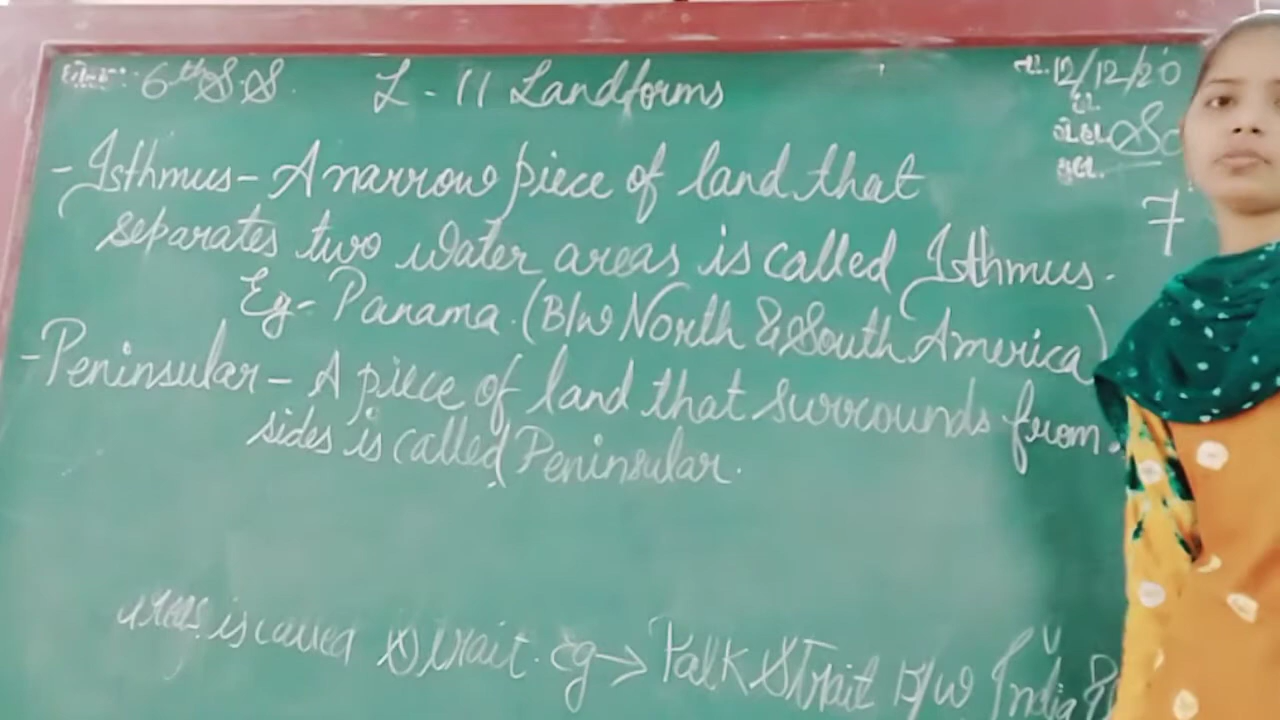 ધોરણ: 6th S.S. L-11 Landforms
તા. 12/12/20
- Isthmus - A narrow piece of land that
separates two water areas is called Isthmus.
Eg- Panama. (B/w North & South America)
- Peninsular - A piece of land that surrounds from
sides is called Peninsular.
7
is called Strait. Eg → Palk Strait B/w India &